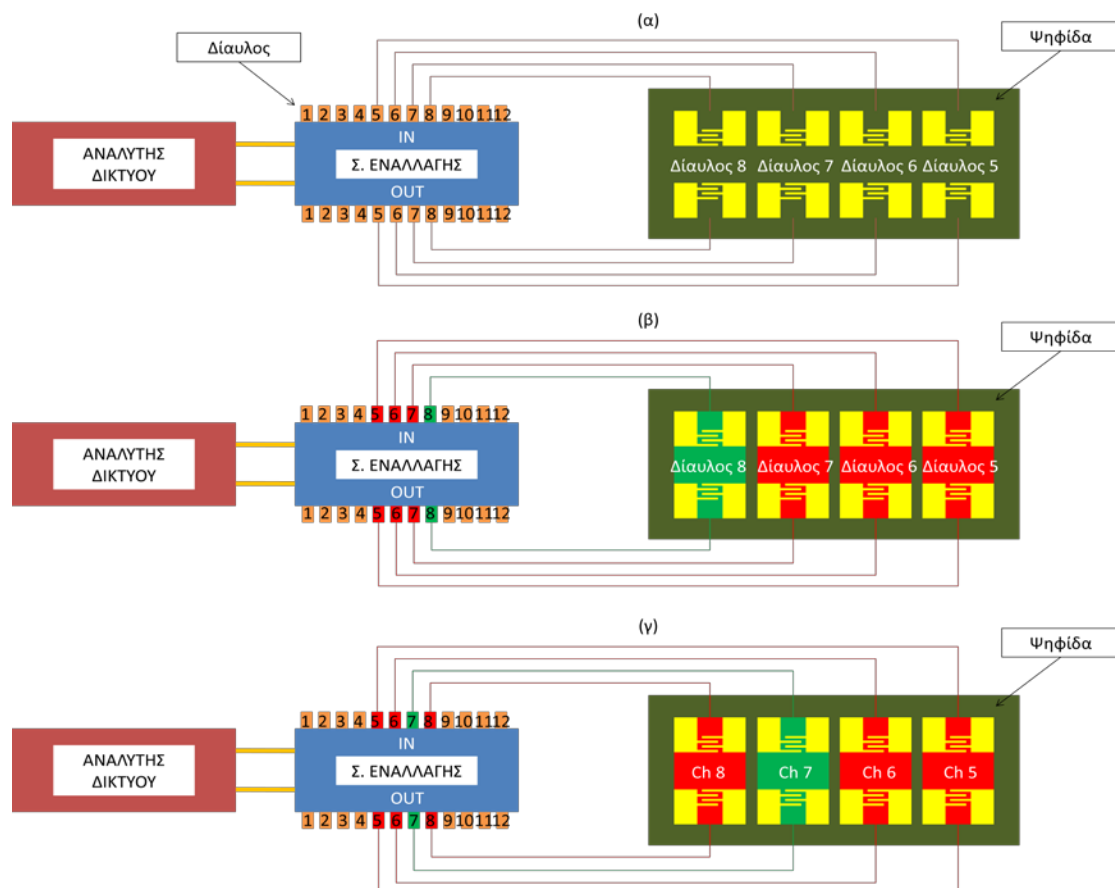 (α)
Δίαυλος
Ψηφίδα
1 2 3 4 5 6 7 8 9 10 11 12
IN
ΑΝΑΛΥΤΗΣ
ΔΙΚΤΥΟΥ
Σ. ΕΝΑΛΛΑΓΗΣ
OUT
1 2 3 4 5 6 7 8 9 10 11 12
Δίαυλος 8 Δίαυλος 7 Δίαυλος 6 Δίαυλος 5
(β)
Ψηφίδα
1 2 3 4 5 6 7 8 9 10 11 12
IN
ΑΝΑΛΥΤΗΣ
ΔΙΚΤΥΟΥ
Σ. ΕΝΑΛΛΑΓΗΣ
OUT
1 2 3 4 5 6 7 8 9 10 11 12
Δίαυλος 8 Δίαυλος 7 Δίαυλος 6 Δίαυλος 5
(γ)
Ψηφίδα
1 2 3 4 5 6 7 8 9 10 11 12
IN
ΑΝΑΛΥΤΗΣ
ΔΙΚΤΥΟΥ
Σ. ΕΝΑΛΛΑΓΗΣ
OUT
1 2 3 4 5 6 7 8 9 10 11 12
Ch 8 Ch 7 Ch 6 Ch 5